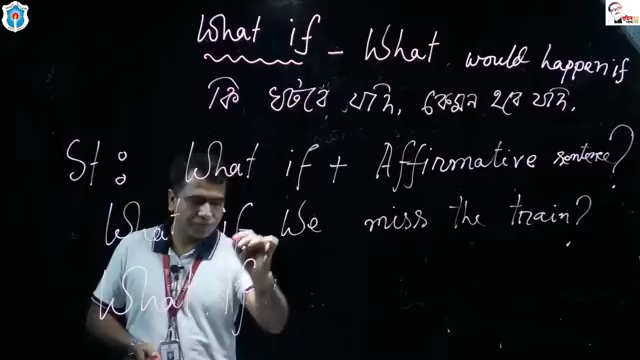 What if - What would happen if
কি ঘটবে যদি, কেমন হবে যদি,
St: What if + Affirmative sentence?
What if We miss the train?
What if